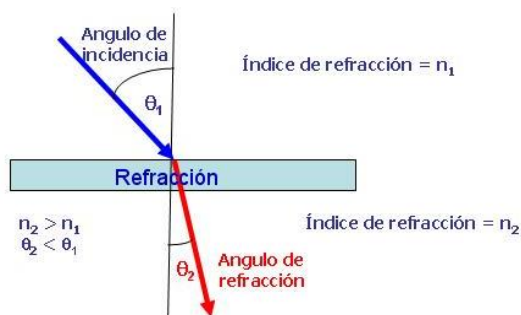 Angulo de
incidencia
Índice de refracción = n₁
θ₁
Refracción
n₂ > n₁
θ₂ < θ₁
Índice de refracción = n₂
θ₂
Angulo de
refracción